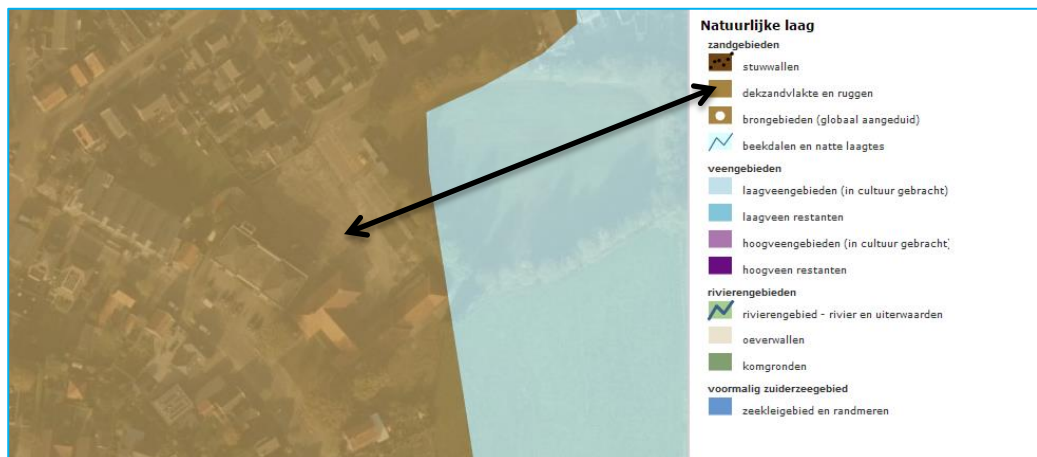 Natuurlijke laag
zandgebieden
stuwwallen
dekzandvlakte en ruggen
brongebieden (globaal aangeduid)
beekdalen en natte laagtes
veengebieden
laagveengebieden (in cultuur gebracht)
laagveen restanten
hoogveengebieden (in cultuur gebracht)
hoogveen restanten
rivierengebieden
rivierengebied - rivier en uiterwaarden
oeverwallen
komgronden
voormalig zuiderzeegebied
zeekleigebied en randmeren